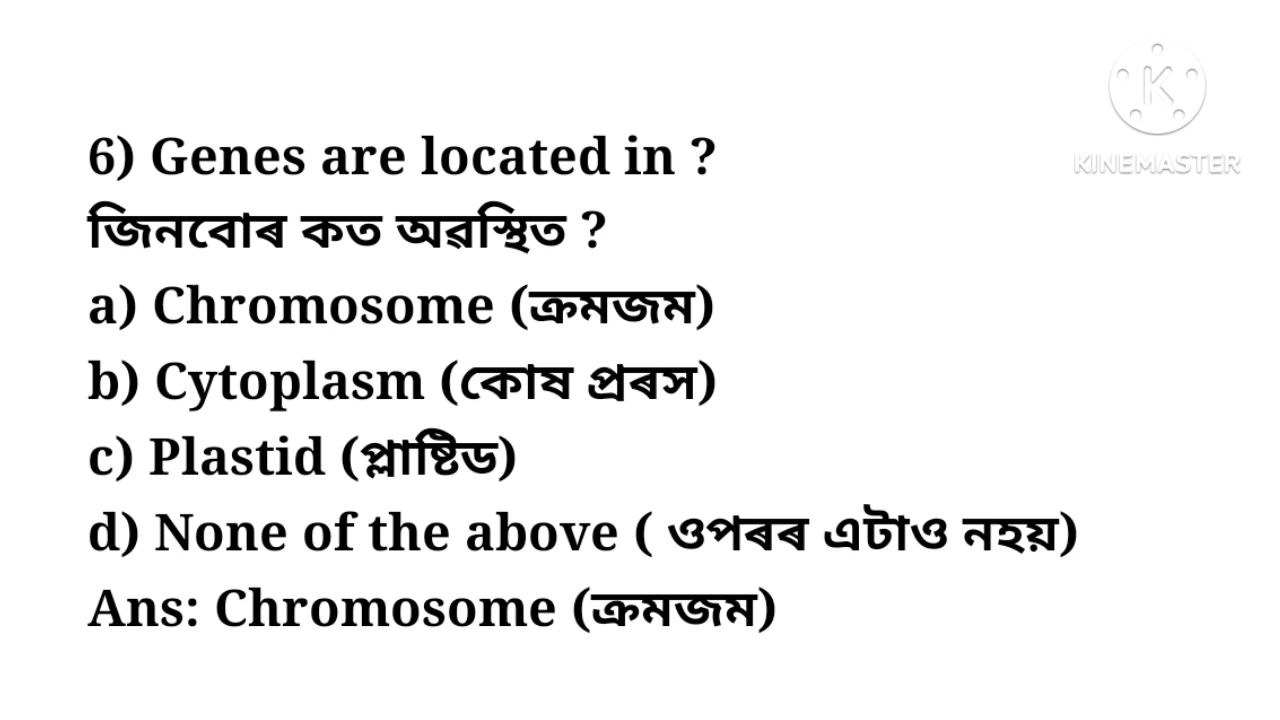 KINEMASTER
6) Genes are located in ?
জিনবোৰ কত অৱস্থিত ?
a) Chromosome (ক্ৰমজম)
b) Cytoplasm (কোষ প্ৰৰস)
c) Plastid (প্লাষ্টিড)
d) None of the above ( ওপৰৰ এটাও নহয়)
Ans: Chromosome (ক্ৰমজম)